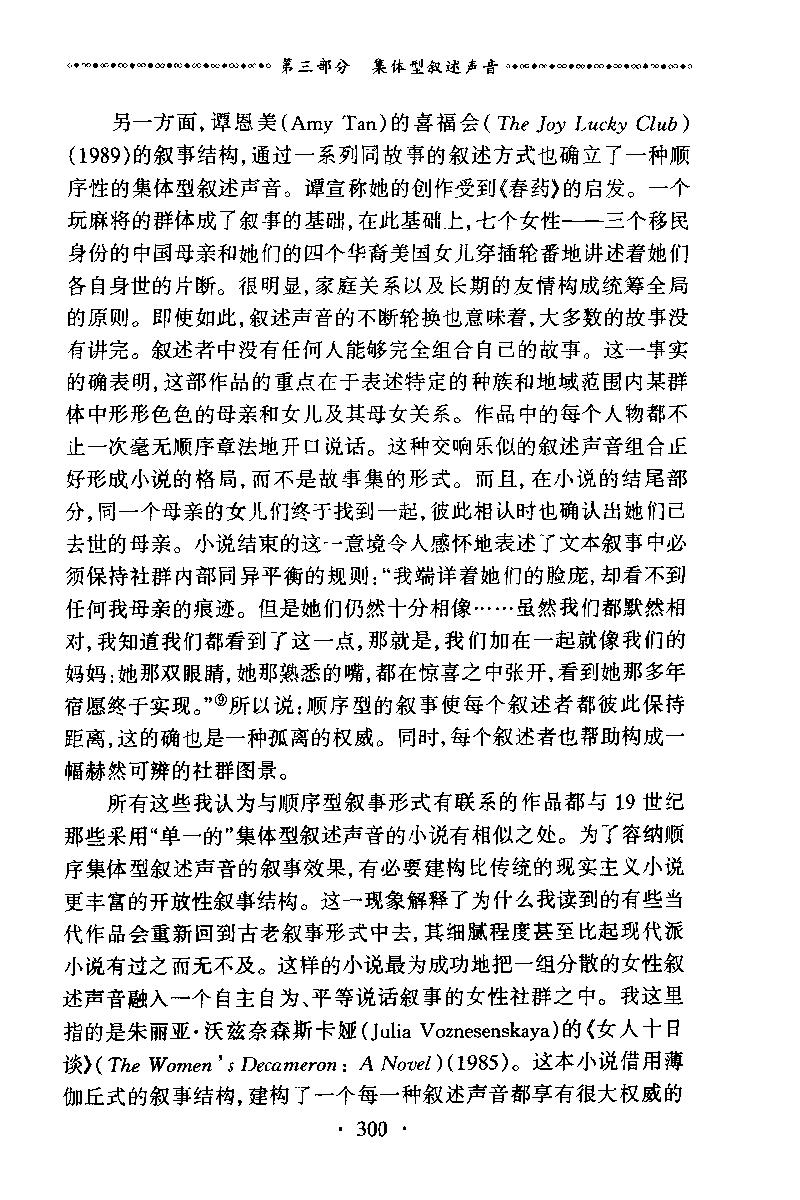 第三部分 集体型叙述声音
另一方面,谭恩美(Amy Tan)的喜福会(The Joy Lucky Club)
(1989)的叙事结构,通过一系列同故事的叙述方式也确立了一种顺
序性的集体型叙述声音。谭宣称她的创作受到《春药》的启发。一个
玩麻将的群体成了叙事的基础,在此基础上,七个女性——三个移民
身份的中国母亲和她们的四个华裔美国女儿穿插轮番地讲述着她们
各自身世的片断。很明显,家庭关系以及长期的友情构成统筹全局
的原则。即使如此,叙述声音的不断轮换也意味着,大多数的故事没
有讲完。叙述者中没有任何人能够完全组合自己的故事。这一事实
的确表明,这部作品的重点在于表述特定的种族和地域范围内某群
体中形形色色的母亲和女儿及其母女关系。作品中的每个人物都不
止一次毫无顺序章法地开口说话。这种交响乐似的叙述声音组合正
好形成小说的格局,而不是故事集的形式。而且,在小说的结尾部
分,同一个母亲的女儿们终于找到一起,彼此相认时也确认出她们已
去世的母亲。小说结束的这一意境令人感怀地表述了文本叙事中必
须保持社群内部同异平衡的规则:“我端详着她们的脸庞,却看不到
任何我母亲的痕迹。但是她们仍然十分相像……虽然我们都默然相
对,我知道我们都看到了这一点,那就是,我们加在一起就像我们的
妈妈;她那双眼睛,她那熟悉的嘴,都在惊喜之中张开,看到她那多年
宿愿终于实现。”⑨所以说:顺序型的叙事使每个叙述者都彼此保持
距离,这的确也是一种孤离的权威。同时,每个叙述者也帮助构成一
幅赫然可辨的社群图景。
所有这些我认为与顺序型叙事形式有联系的作品都与 19 世纪
那些采用“单一的”集体型叙述声音的小说有相似之处。为了容纳顺
序集体型叙述声音的叙事效果,有必要建构比传统的现实主义小说
更丰富的开放性叙事结构。这一现象解释了为什么我读到的有些当
代作品会重新回到古老叙事形式中去,其细腻程度甚至比起现代派
小说有过之而无不及。这样的小说最为成功地把一组分散的女性叙
述声音融入一个自主自为、平等说话叙事的女性社群之中。我这里
指的是朱丽亚·沃兹奈森斯卡娅(Julia Voznesenskaya)的《女人十日
谈》(The Women's Decameron: A Novel)(1985)。这本小说借用薄
伽丘式的叙事结构,建构了一个每一种叙述声音都享有很大权威的
· 300 ·